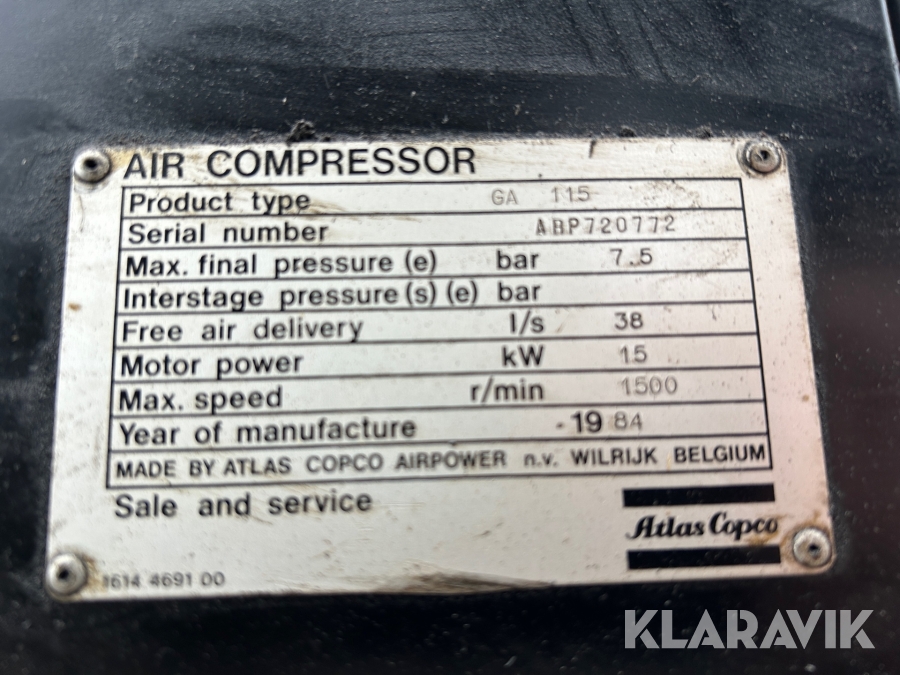 AIR COMPRESSOR
Product type GA 115
Serial number ABP720772
Max. final pressure (e) bar 7.5
Interstage pressure(s) (e) bar
Free air delivery l/s 38
Motor power kW 15
Max. speed r/min 1500
Year of manufacture -1984
MADE BY ATLAS COPCO AIRPOWER n.v. WILRIJK BELGIUM
Sale and service
Atlas Copco
1614 4691 00
KLARAVIK